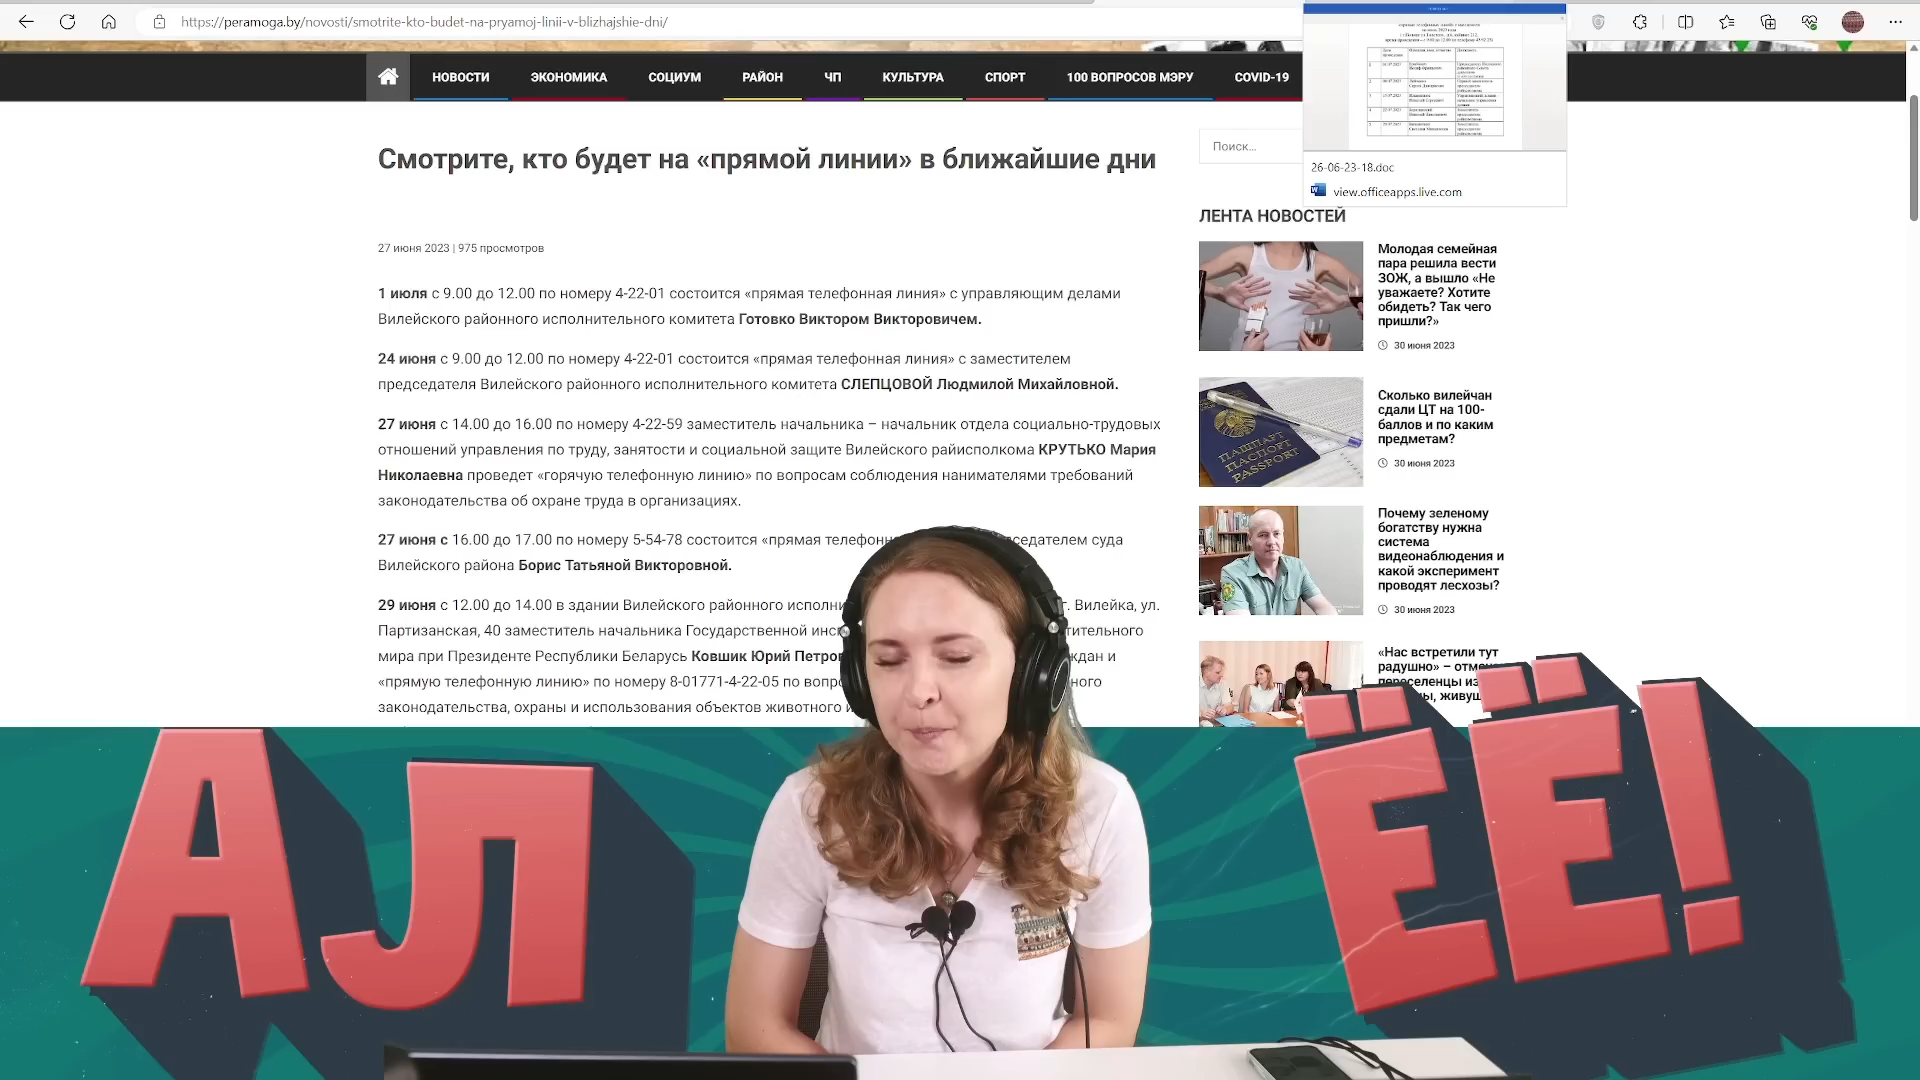 https://peramoga.by/novosti/smotrite-kto-budet-na-pryamoj-linii-v-blizhajshie-dni/
НОВОСТИ ЭКОНОМИКА СОЦИУМ РАЙОН ЧП КУЛЬТУРА СПОРТ 100 ВОПРОСОВ МЭРУ COVID-19
26-06-23-18.doc
view.officeapps.live.com
Смотрите, кто будет на «прямой линии» в ближайшие дни
27 июня 2023 | 975 просмотров
1 июля с 9.00 до 12.00 по номеру 4-22-01 состоится «прямая телефонная линия» с управляющим делами
Вилейского районного исполнительного комитета Готовко Виктором Викторовичем.
24 июня с 9.00 до 12.00 по номеру 4-22-01 состоится «прямая телефонная линия» с заместителем
председателя Вилейского районного исполнительного комитета СЛЕПЦОВОЙ Людмилой Михайловной.
27 июня с 14.00 до 16.00 по номеру 4-22-59 заместитель начальника – начальник отдела социально-трудовых
отношений управления по труду, занятости и социальной защите Вилейского райисполкома КРУТЬКО Мария
Николаевна проведет «горячую телефонную линию» по вопросам соблюдения нанимателями требований
законодательства об охране труда в организациях.
27 июня с 16.00 до 17.00 по номеру 5-54-78 состоится «прямая суда
Вилейского района Борис Татьяной Викторовной.
29 июня с 12.00 до 14.00 в здании Вилейского районного г. Вилейка, ул.
Партизанская, 40 заместитель начальника Государственной
мира при Президенте Республики Беларусь Ковшик Юрий и
«прямую телефонную линию» по номеру 8-01771-4-22-05 по
законодательства, охраны и использования объектов животного
Поиск...
ЛЕНТА НОВОСТЕЙ
Молодая семейная
пара решила вести
ЗОЖ, а вышло «Не
уважаете? Хотите
обидеть? Так чего
пришли?»
30 июня 2023
ПАШПАРТ
ПАСПОРТ
PASSPORT
Сколько вилейчан
сдали ЦТ на 100-
баллов и по каким
предметам?
30 июня 2023
Почему зеленому
богатству нужна
система
видеонаблюдения и
какой эксперимент
проводят лесхозы?
30 июня 2023
«Нас встретили тут
радушно» –
АЛ ЁЁ!